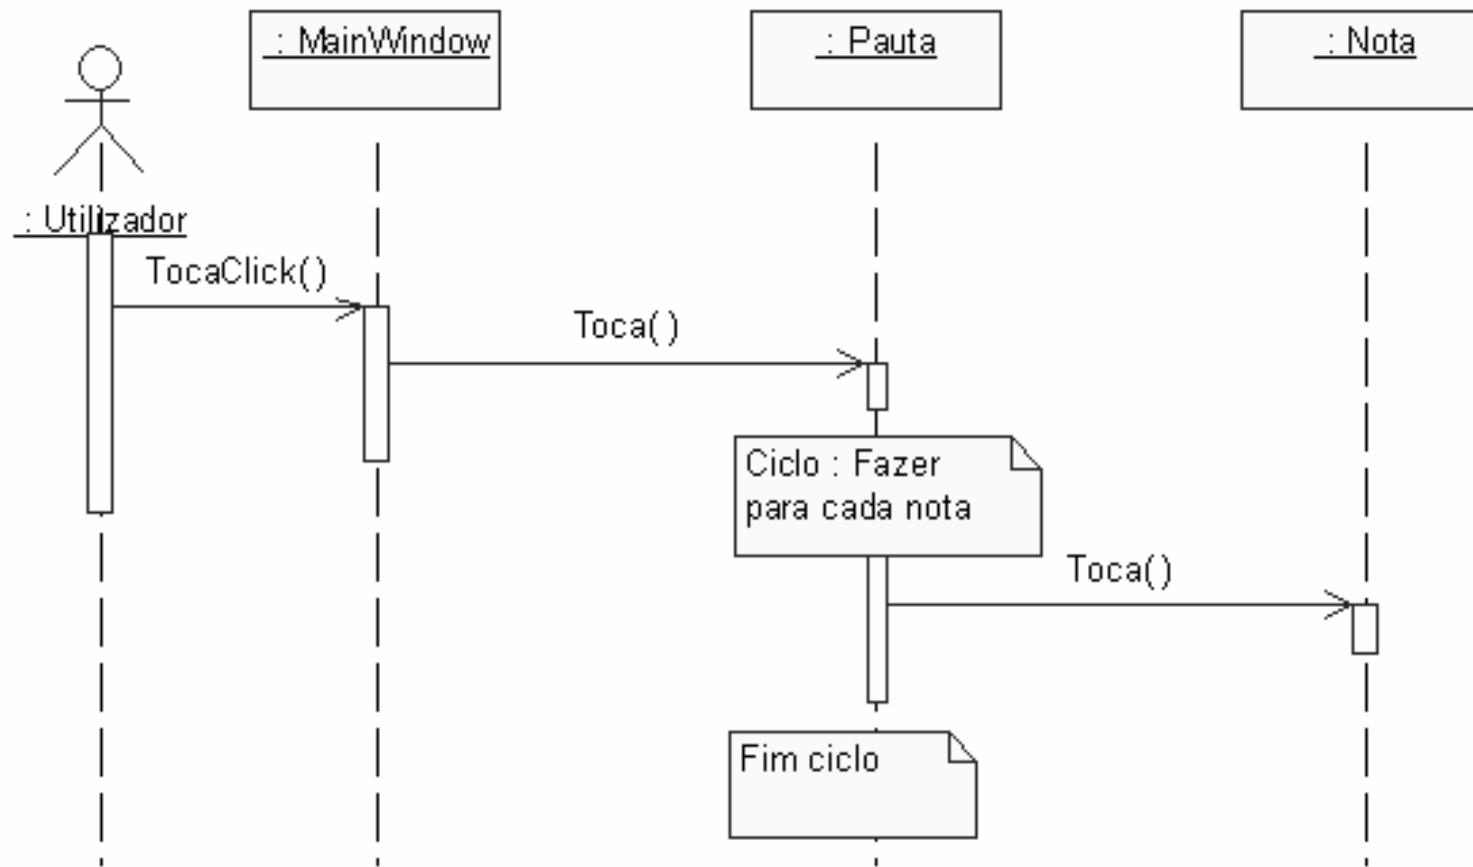 : MainWindow
: Pauta
: Nota
: Utilizador
TocaClick()
Toca( )
Ciclo : Fazer
para cada nota
Toca()
Fim ciclo